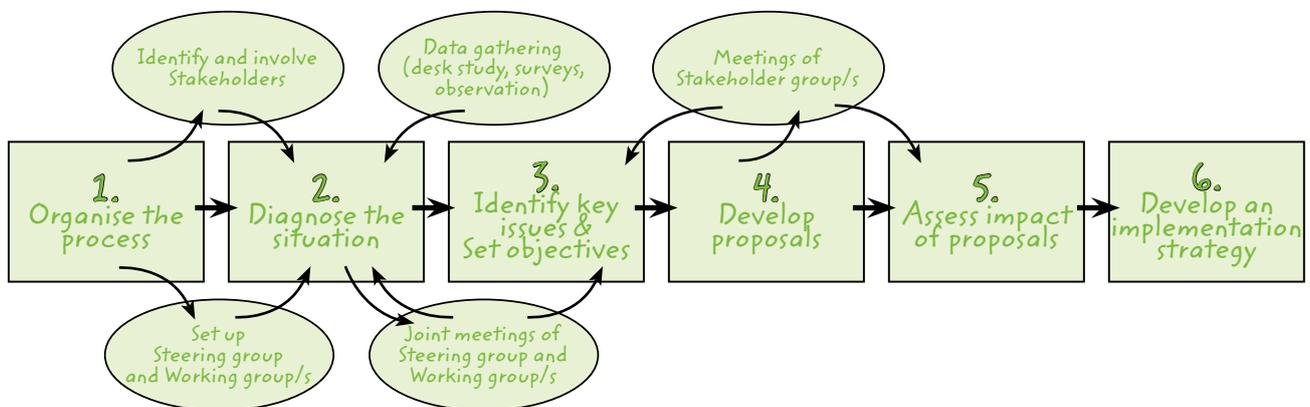 Identify and involve
Stakeholders
Data gathering
(desk study, surveys,
observation)
Meetings of
Stakeholder group/s
1.
Organise the
process
2.
Diagnose the
situation
3.
Identify key
issues &
Set objectives
4.
Develop
proposals
5.
Assess impact
of proposals
6.
Develop an
implementation
strategy
Set up
Steering group
and Working group/s
Joint meetings of
Steering group and
Working group/s